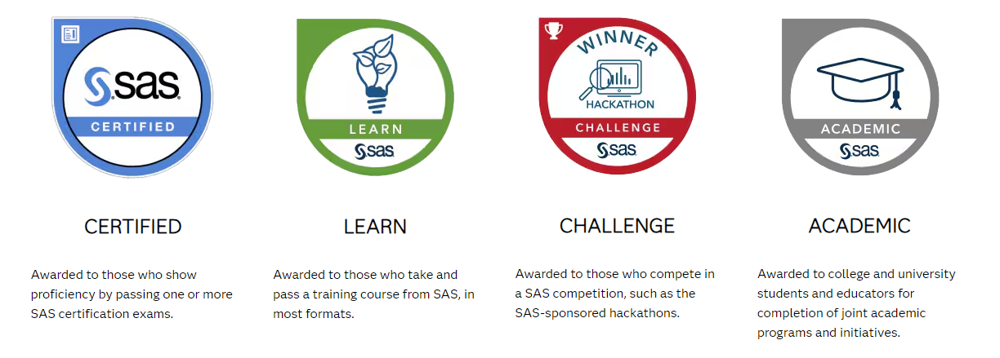 sas
CERTIFIED
LEARN
sas
WINNER
HACKATHON
CHALLENGE
sas
ACADEMIC
sas
CERTIFIED
Awarded to those who show
proficiency by passing one or more
SAS certification exams.
LEARN
Awarded to those who take and
pass a training course from SAS, in
most formats.
CHALLENGE
Awarded to those who compete in
a SAS competition, such as the
SAS-sponsored hackathons.
ACADEMIC
Awarded to college and university
students and educators for
completion of joint academic
programs and initiatives.